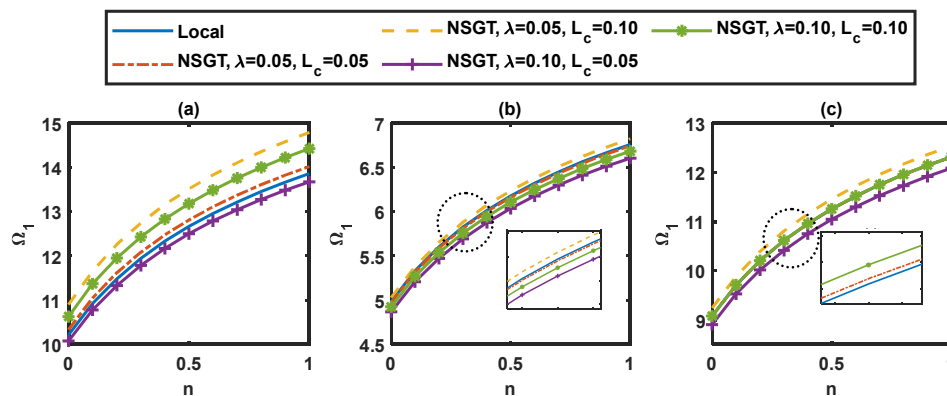 Local
NSGT, λ=0.05, L_c=0.10
NSGT, λ=0.10, L_c=0.10
NSGT, λ=0.05, L_c=0.05
NSGT, λ=0.10, L_c=0.05
(a)
15
14
13
12
11
10
Ω_1
0
0.5
1
n
(b)
7
6.5
6
5.5
5
4.5
Ω_1
0
0.5
1
n
(c)
13
12
11
10
9
Ω_1
0
0.5
1
n